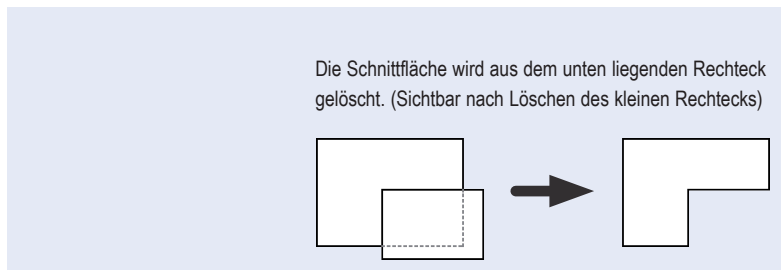 Die Schnittfläche wird aus dem unten liegenden Rechteck
gelöscht. (Sichtbar nach Löschen des kleinen Rechtecks)